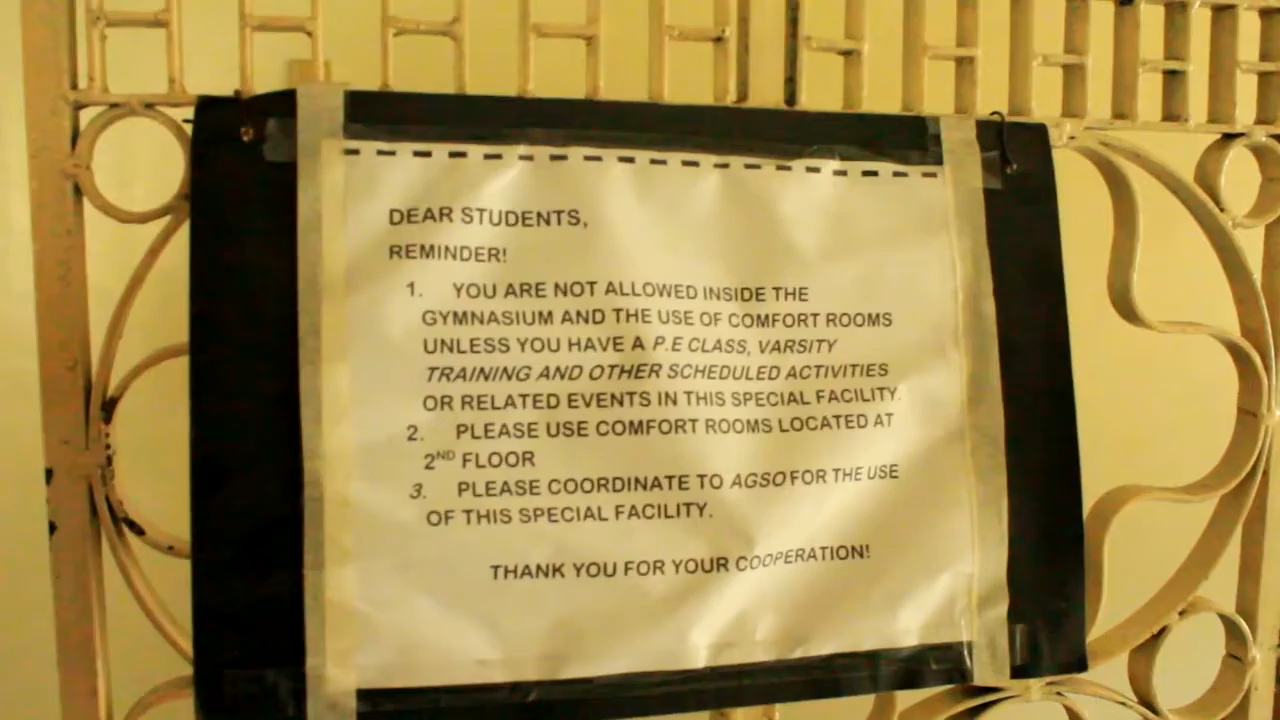 DEAR STUDENTS,
REMINDER!
1. YOU ARE NOT ALLOWED INSIDE THE
GYMNASIUM AND THE USE OF COMFORT ROOMS
UNLESS YOU HAVE A P.E CLASS, VARSITY
TRAINING AND OTHER SCHEDULED ACTIVITIES
OR RELATED EVENTS IN THIS SPECIAL FACILITY.
2. PLEASE USE COMFORT ROOMS LOCATED AT
2ND FLOOR
3. PLEASE COORDINATE TO AGSO FOR THE USE
OF THIS SPECIAL FACILITY.
THANK YOU FOR YOUR COOPERATION!